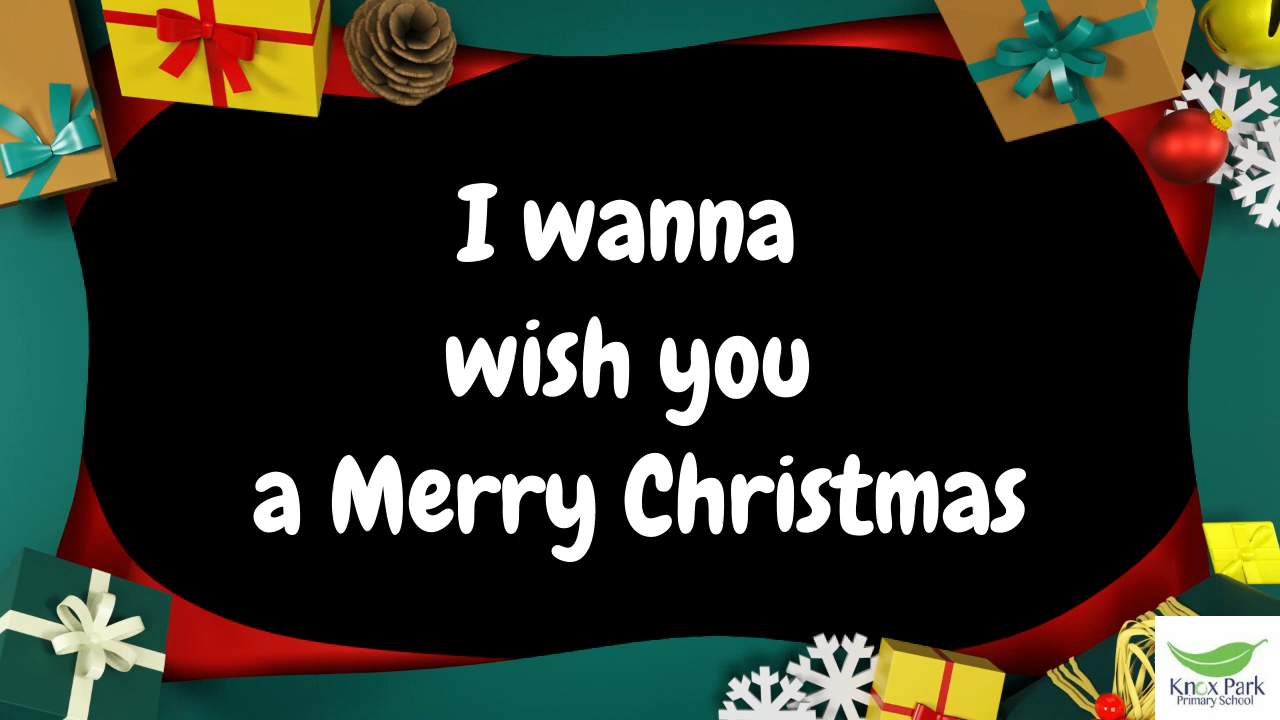 I wanna
wish you
a Merry Christmas
Knox Park
Primary School